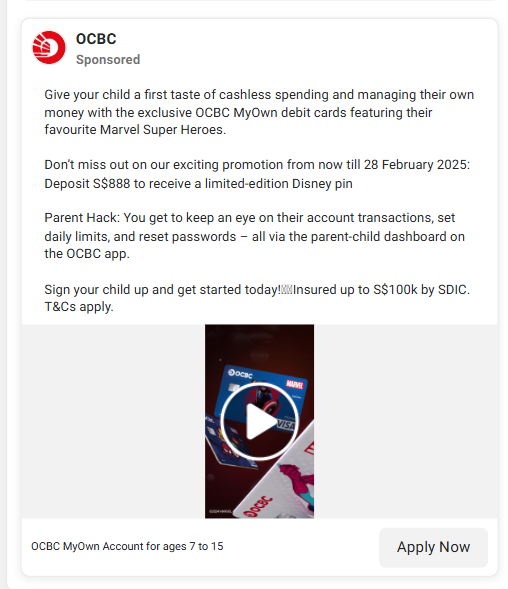 OCBC
Sponsored
Give your child a first taste of cashless spending and managing their own
money with the exclusive OCBC MyOwn debit cards featuring their
favourite Marvel Super Heroes.
Don't miss out on our exciting promotion from now till 28 February 2025:
Deposit S$888 to receive a limited-edition Disney pin
Parent Hack: You get to keep an eye on their account transactions, set
daily limits, and reset passwords – all via the parent-child dashboard on
the OCBC app.
Sign your child up and get started today!Insured up to S$100k by SDIC.
T&Cs apply.
OCBC
MARVEL
VISA
OCBC
OCBC MyOwn Account for ages 7 to 15
Apply Now